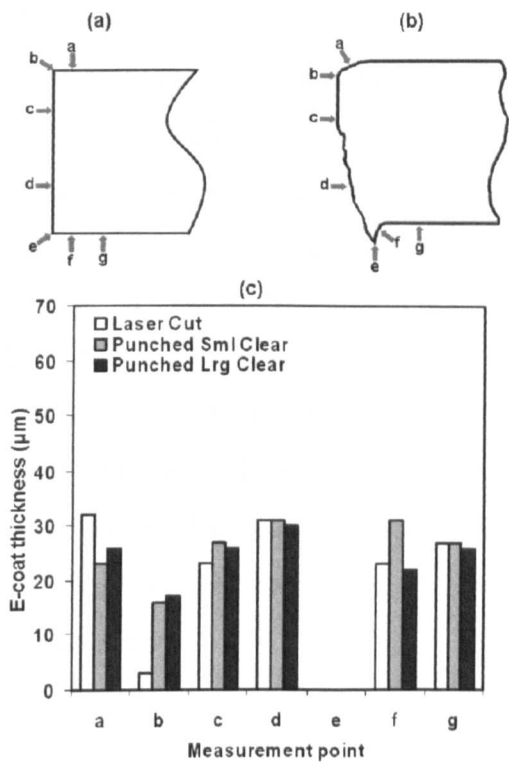 (a)
(b)
a
b
c
d
e
f
g
a
b
c
d
e
f
g
(c)
70
60
50
40
30
20
10
0
E-coat thickness (µm)
Laser Cut
Punched Sml Clear
Punched Lrg Clear
a b c d e f g
Measurement point